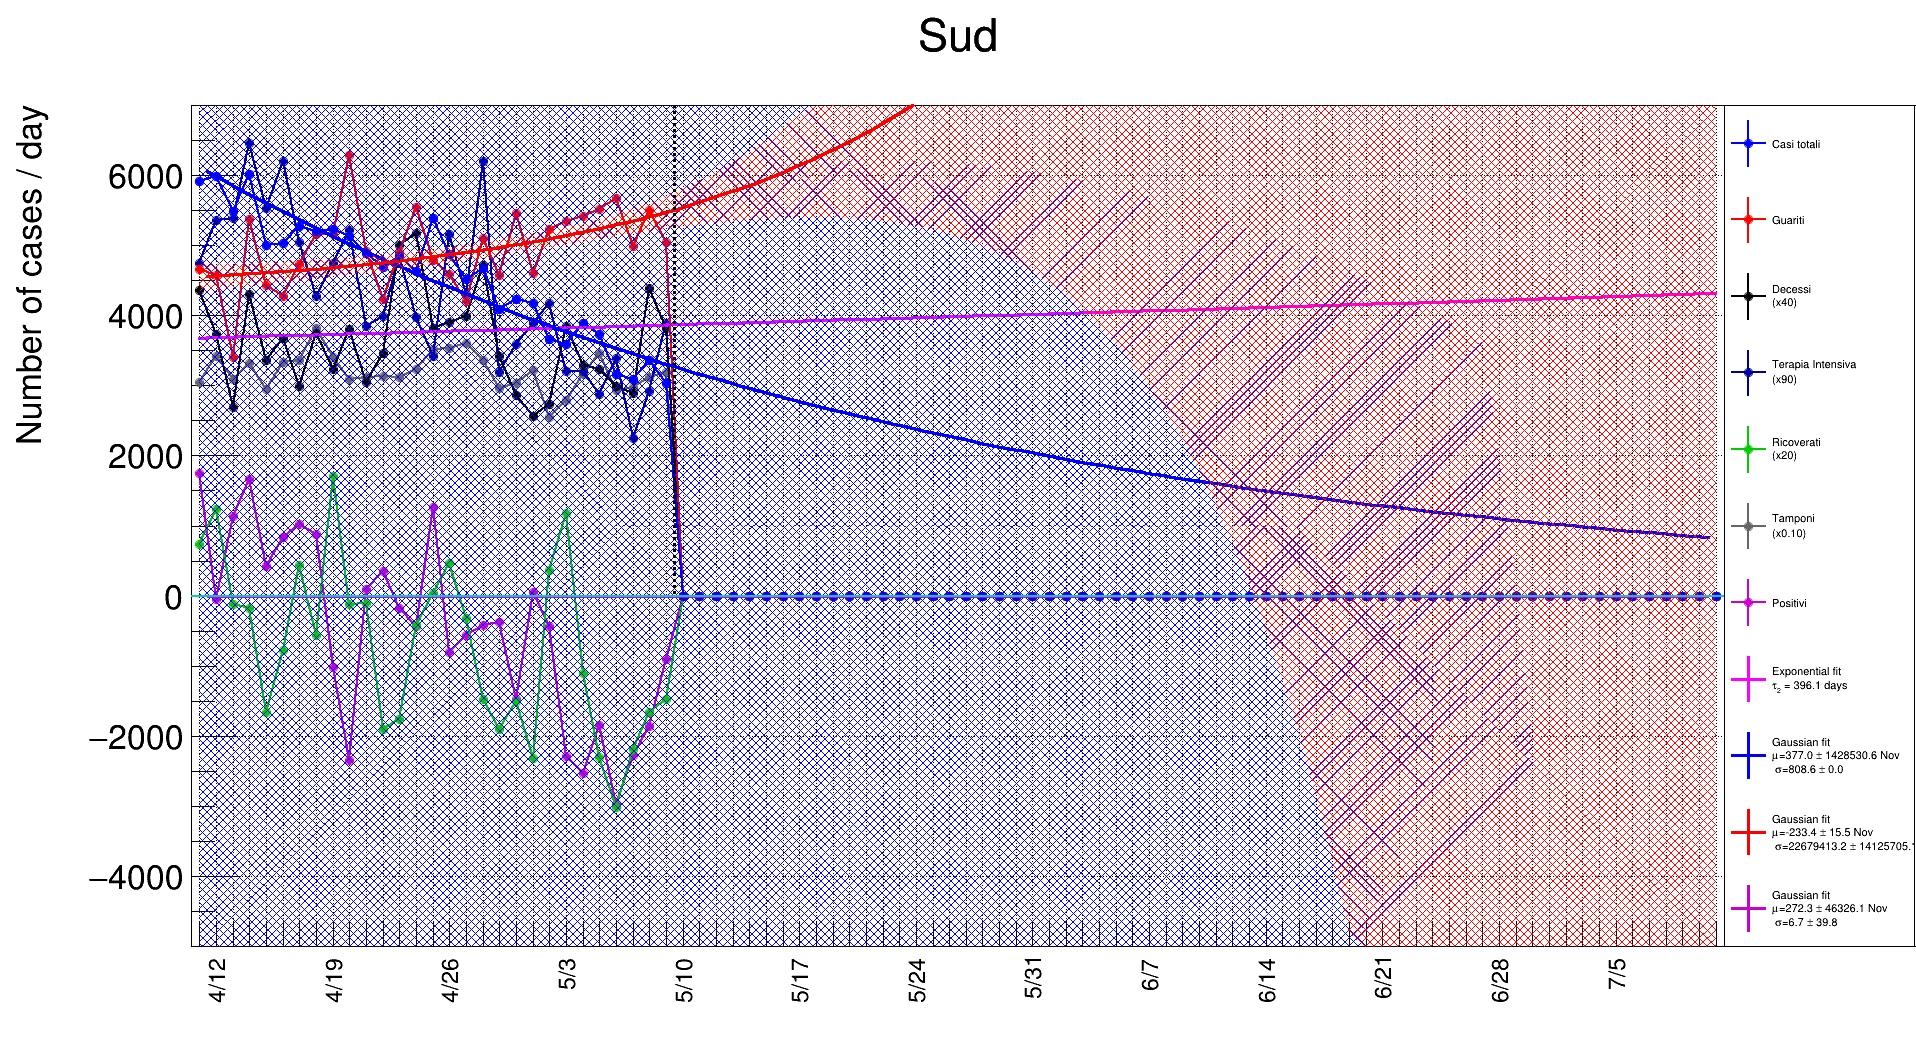 Sud
Number of cases / day
6000
4000
2000
0
−2000
−4000
4/12
4/19
4/26
5/3
5/10
5/17
5/24
5/31
6/7
6/14
6/21
6/28
7/5
Casi totali
Guariti
Decessi
(x40)
Terapia Intensiva
(x90)
Ricoverati
(x20)
Tamponi
(x0.10)
Positivi
Exponential fit
τ₂ = 396.1 days
Gaussian fit
μ=377.0 ± 1428530.6 Nov
σ=808.6 ± 0.0
Gaussian fit
μ=-233.4 ± 15.5 Nov
σ=22679413.2 ± 14125705.
Gaussian fit
μ=272.3 ± 46326.1 Nov
σ=6.7 ± 39.8